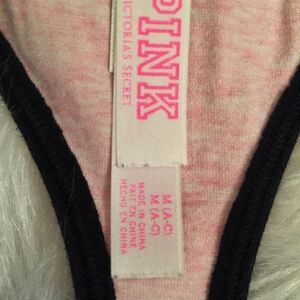 PINK
VICTORIA'S SECRET
M (A-C)
M (A-C)
MADE IN CHINA
FAIT EN CHINE
HECHO EN CHINA